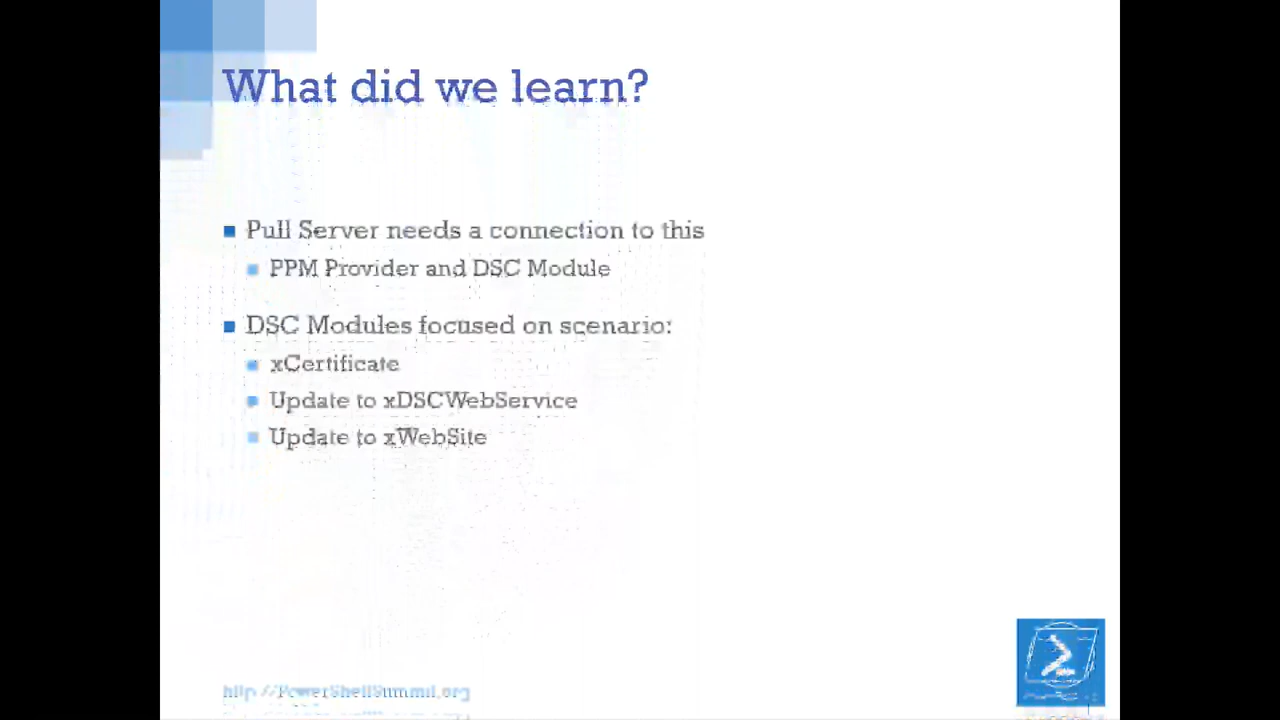 What did we learn?
Pull Server needs a connection to this
PPM Provider and DSC Module
DSC Modules focused on scenario:
xCertificate
Update to xDSCWebService
Update to xWebSite
http://PowerShellSummit.org